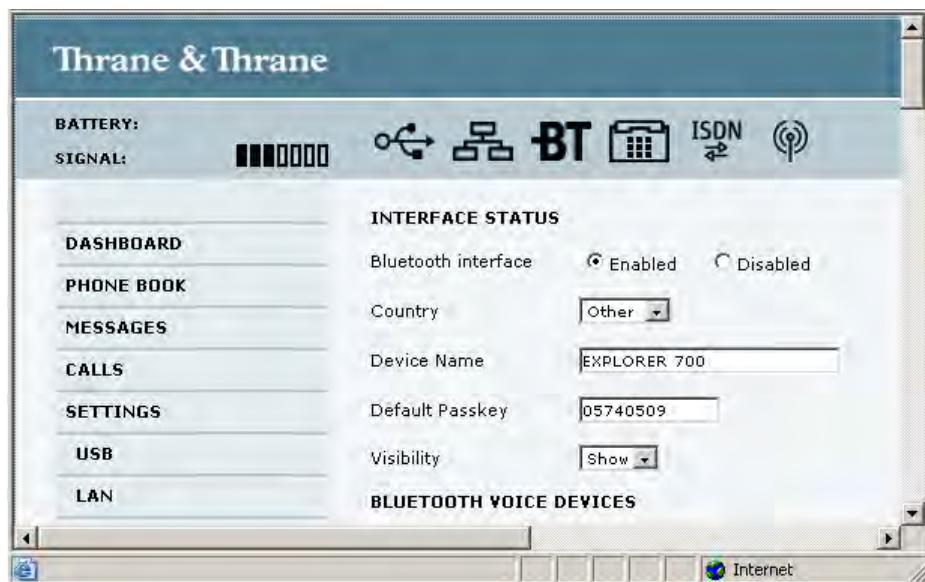 Thrane & Thrane
BATTERY:
SIGNAL:
BT
ISDN
DASHBOARD
PHONE BOOK
MESSAGES
CALLS
SETTINGS
USB
LAN
INTERFACE STATUS
Bluetooth interface Enabled Disabled
Country Other
Device Name EXPLORER 700
Default Passkey 05740509
Visibility Show
BLUETOOTH VOICE DEVICES
Internet